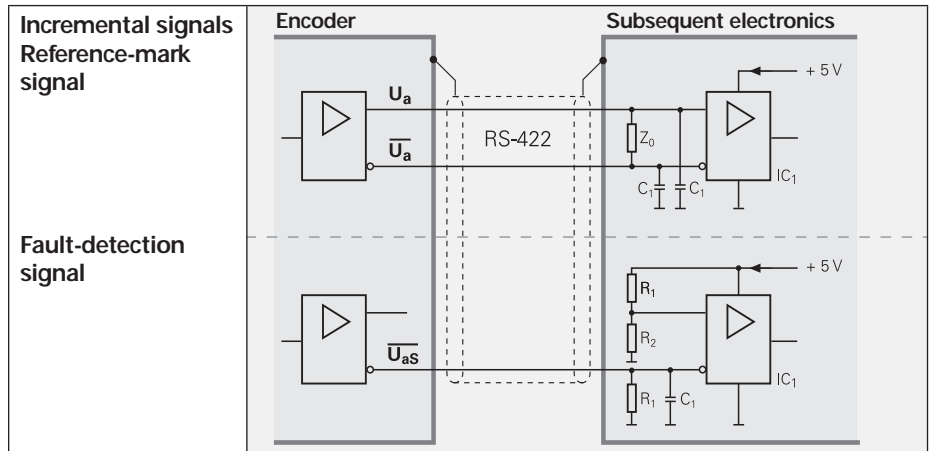 Incremental signals
Reference-mark
signal
Encoder
Subsequent electronics
+ 5 V
Ua
RS-422
Z0
Ua
C1
C1
IC1
Fault-detection
signal
+ 5 V
R1
R2
UaS
R1
C1
IC1